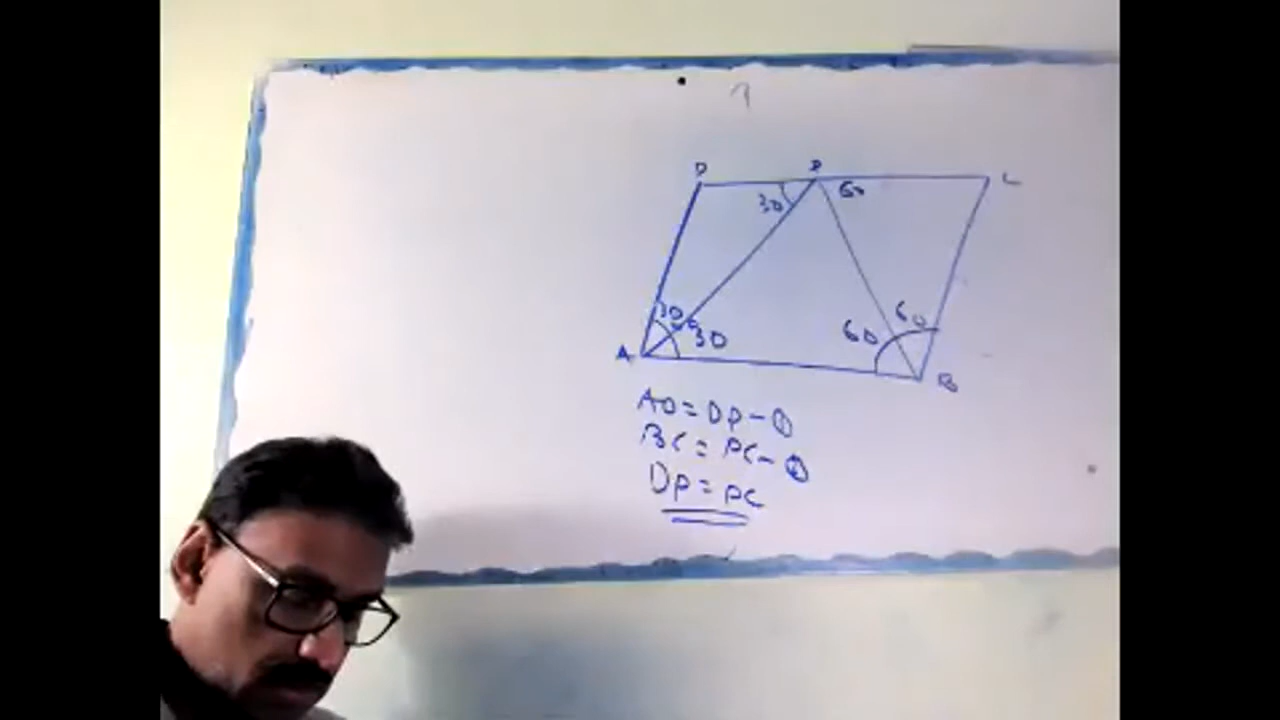 D P C
30 60
30 30 60 60
A B
AD = DP - ①
BC = PC - ②
DP = PC